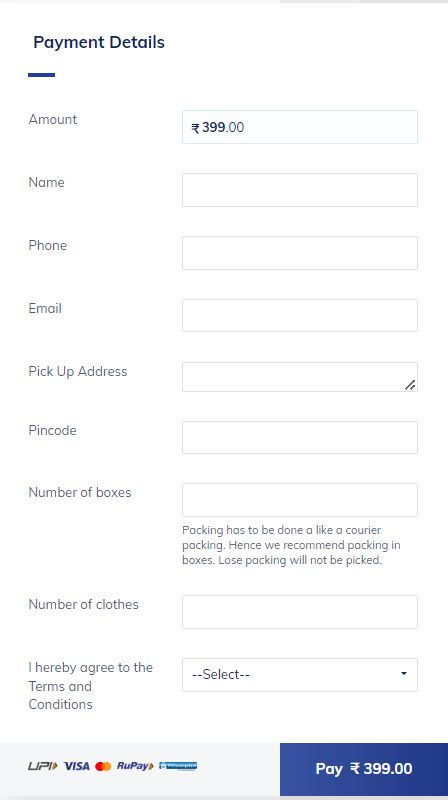 Payment Details
Amount
₹ 399.00
Name
Phone
Email
Pick Up Address
Pincode
Number of boxes
Packing has to be done a like a courier
packing. Hence we recommend packing in
boxes. Lose packing will not be picked.
Number of clothes
I hereby agree to the
Terms and
Conditions
--Select--
UPI VISA RuPay
Pay ₹ 399.00